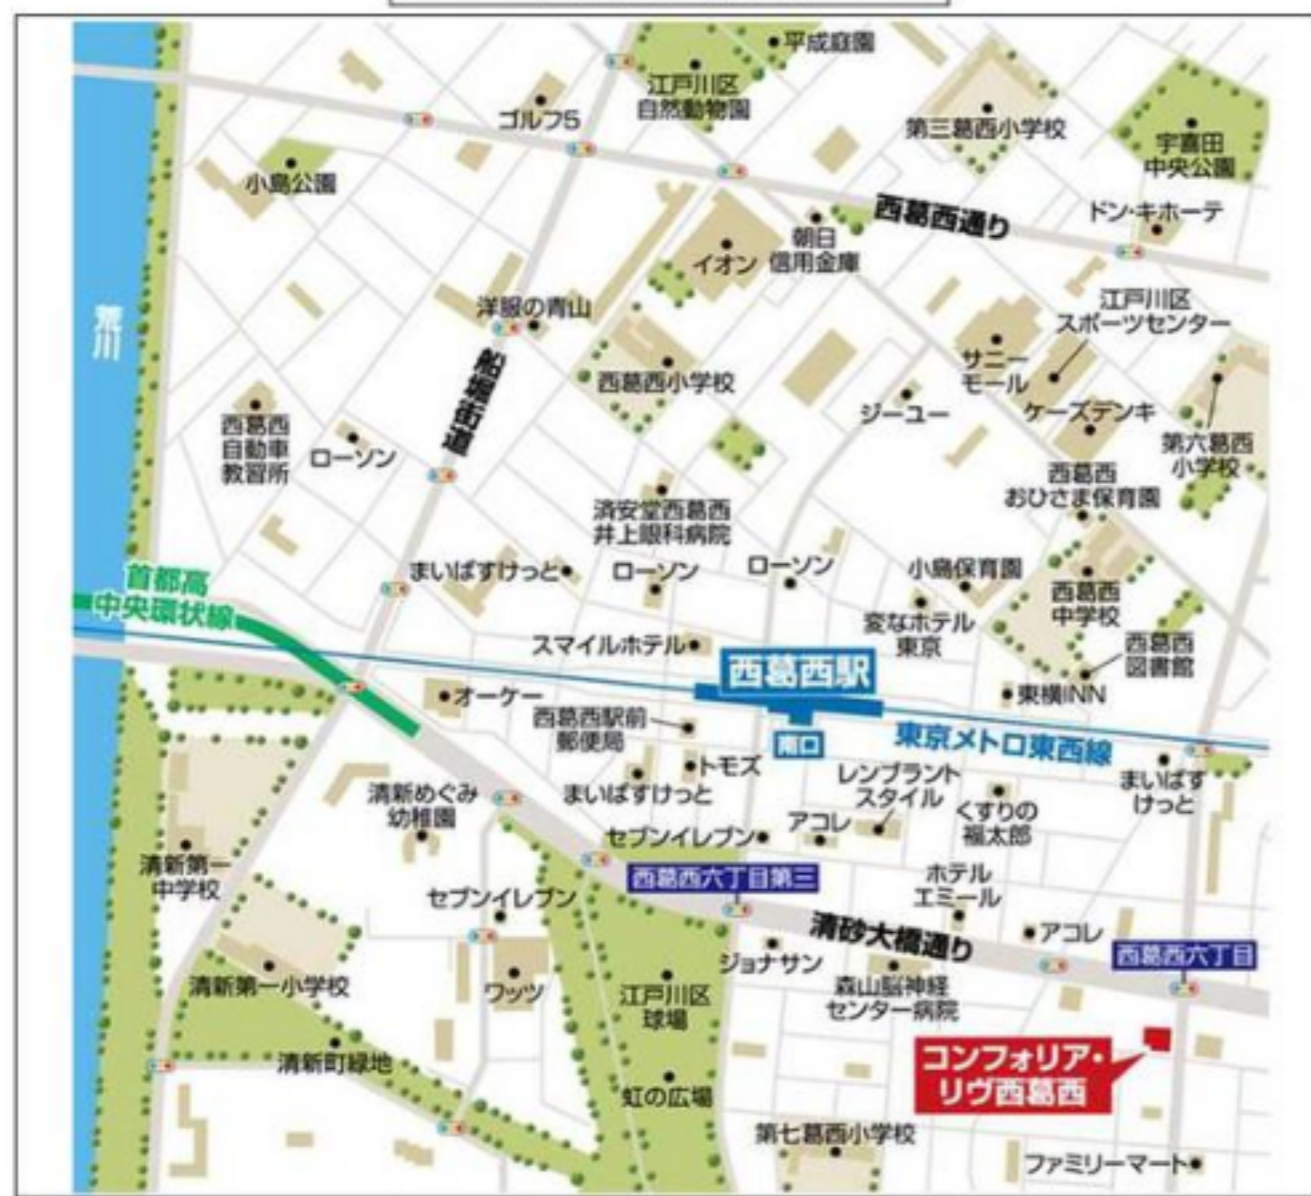 平成庭園
江戸川区
自然動物園
ゴルフ5
第三葛西小学校
宇喜田
中央公園
小島公園
西葛西通り
ドン・キホーテ
朝日
信用金庫
イオン
江戸川区
スポーツセンター
洋服の青山
荒川
サニー
モール
船堀街道
西葛西小学校
ジーユー
ケーズデンキ
西葛西
自動車
教習所
ローソン
第六葛西
小学校
西葛西
おひさま保育園
済安堂西葛西
井上眼科病院
首都高
中央環状線
まいばすけっと
ローソン
ローソン
小島保育園
西葛西
中学校
変なホテル
東京
スマイルホテル
西葛西駅
西葛西
図書館
オーケー
東横INN
西葛西駅前
郵便局
南口
東京メトロ東西線
トモズ
まいばすけっと
レンブラント
スタイル
まいばす
けっと
清新めぐみ
幼稚園
くすりの
福太郎
セブンイレブン
アコレ
清新第一
中学校
西葛西六丁目第三
ホテル
エミール
セブンイレブン
清砂大橋通り
アコレ
西葛西六丁目
ジョナサン
清新第一小学校
ワッツ
江戸川区
球場
森山脳神経
センター病院
清新町緑地
コンフォリア・
リヴ西葛西
虹の広場
第七葛西小学校
ファミリーマート